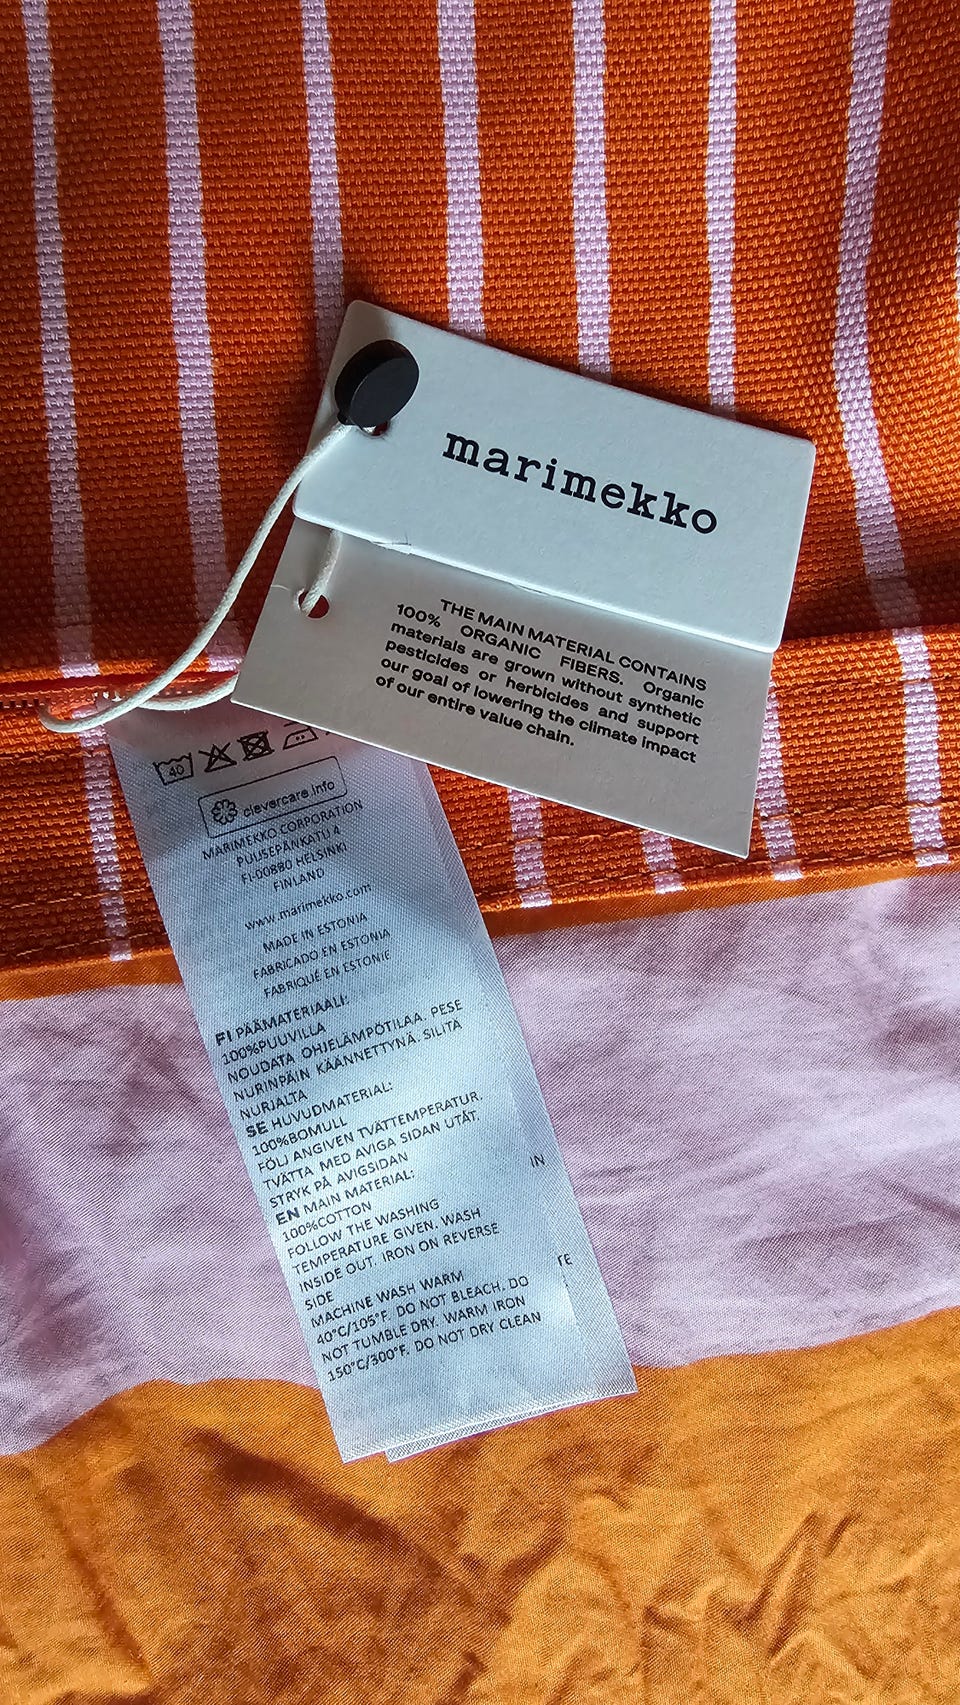 marimekko
THE MAIN MATERIAL CONTAINS
100% ORGANIC FIBERS. Organic
materials are grown without synthetic
pesticides or herbicides and support
our goal of lowering the climate impact
of our entire value chain.
40
clevercare.info
MARIMEKKO CORPORATION
PUUSEPÄNKATU 4
FI-00880 HELSINKI
FINLAND
www.marimekko.com
MADE IN ESTONIA
FABRICADO EN ESTONIA
FABRIQUÉ EN ESTONIE
FI PÄÄMATERIAALI:
100%PUUVILLA
NOUDATA OHJELÄMPÖTILAA. PESE
NURINPÄIN KÄÄNNETTYNÄ. SILITÄ
NURJALTA
SE HUVUDMATERIAL:
100%BOMULL
FÖLJ ANGIVEN TVÄTTEMPERATUR.
TVÄTTA MED AVIGA SIDAN UTÅT.
STRYK PÅ AVIGSIDAN
EN MAIN MATERIAL:
100%COTTON
FOLLOW THE WASHING
TEMPERATURE GIVEN. WASH
INSIDE OUT. IRON ON REVERSE
SIDE
MACHINE WASH WARM
40°C/105°F. DO NOT BLEACH. DO
NOT TUMBLE DRY. WARM IRON
150°C/300°F. DO NOT DRY CLEAN
IN